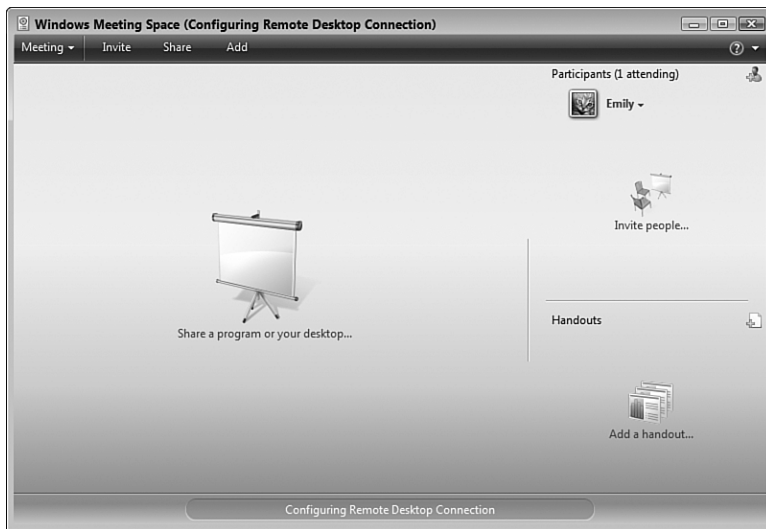 Windows Meeting Space (Configuring Remote Desktop Connection)
Meeting Invite Share Add ?
Participants (1 attending)
Emily
Invite people...
Share a program or your desktop...
Handouts
Add a handout...
Configuring Remote Desktop Connection